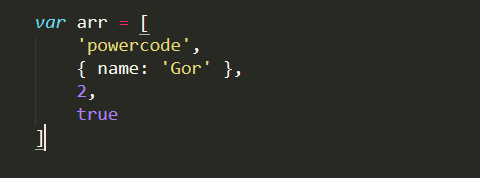 var arr = [
    'powercode',
    { name: 'Gor' },
    2,
    true
]